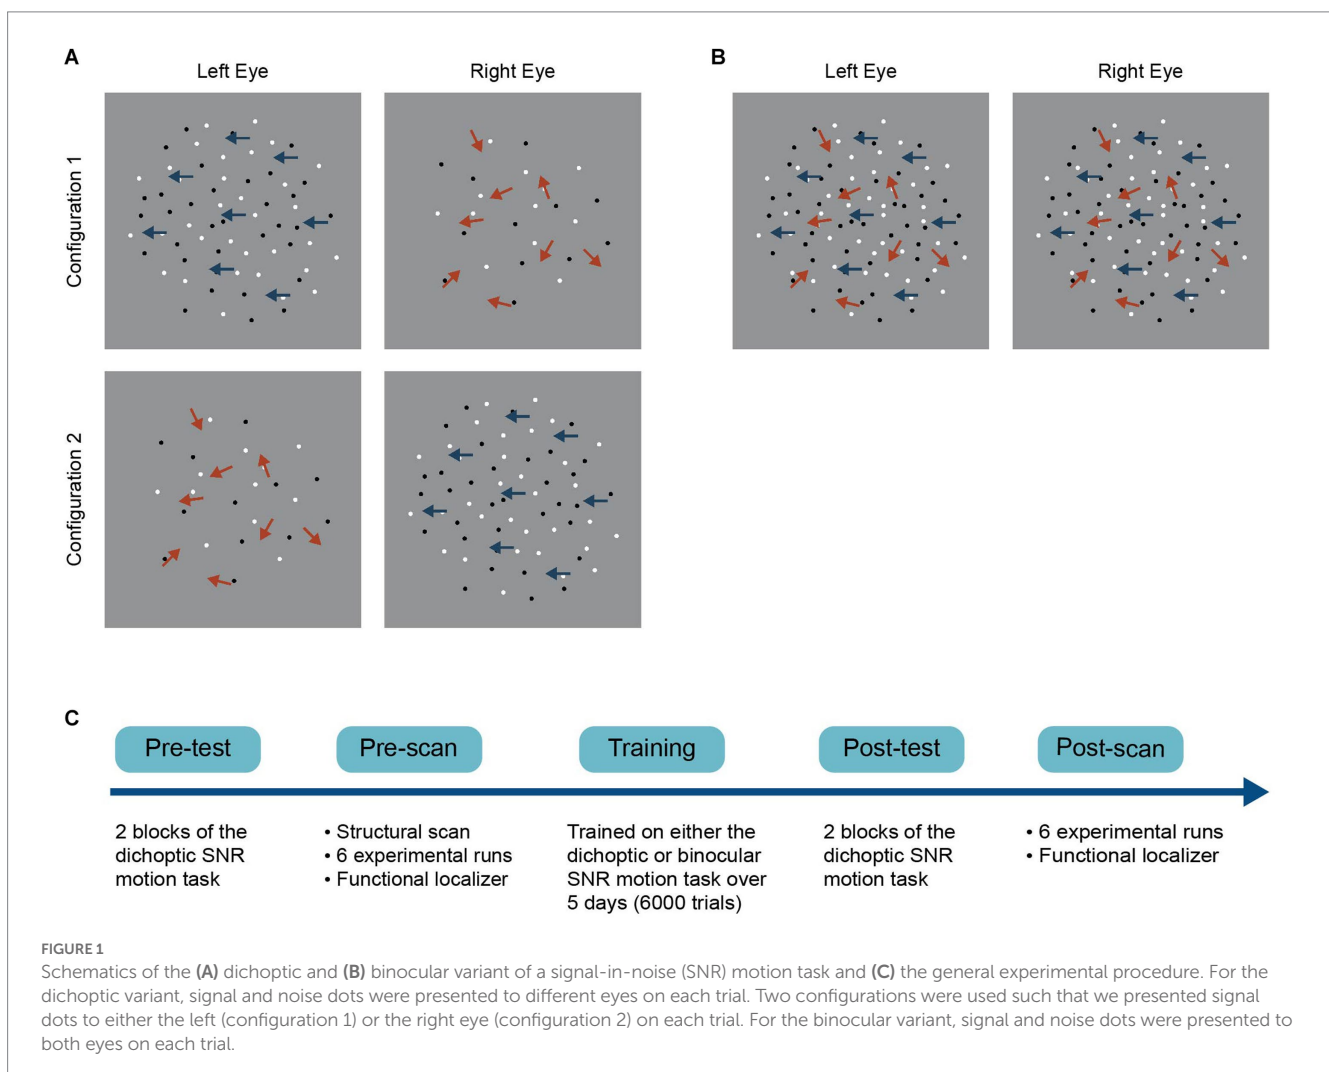 A
Left Eye
Right Eye
Configuration 1
Configuration 2
B
Left Eye
Right Eye
C
Pre-test
Pre-scan
Training
Post-test
Post-scan
2 blocks of the
dichoptic SNR
motion task
• Structural scan
• 6 experimental runs
• Functional localizer
Trained on either the
dichoptic or binocular
SNR motion task over
5 days (6000 trials)
2 blocks of the
dichoptic SNR
motion task
• 6 experimental runs
• Functional localizer
FIGURE 1
Schematics of the (A) dichoptic and (B) binocular variant of a signal-in-noise (SNR) motion task and (C) the general experimental procedure. For the
dichoptic variant, signal and noise dots were presented to different eyes on each trial. Two configurations were used such that we presented signal
dots to either the left (configuration 1) or the right eye (configuration 2) on each trial. For the binocular variant, signal and noise dots were presented to
both eyes on each trial.